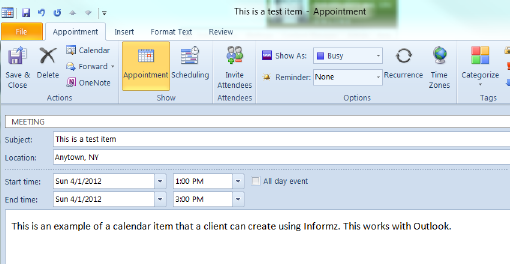 This is a test item - Appointment
File Appointment Insert Format Text Review
Save & Close
Delete
Calendar
Forward
OneNote
Actions
Appointment
Scheduling
Show
Invite Attendees
Attendees
Show As: Busy
Reminder: None
Recurrence
Time Zones
Options
Categorize
Tags
MEETING
Subject: This is a test item
Location: Anytown, NY
Start time: Sun 4/1/2012 1:00 PM All day event
End time: Sun 4/1/2012 3:00 PM
This is an example of a calendar item that a client can create using Informz. This works with Outlook.